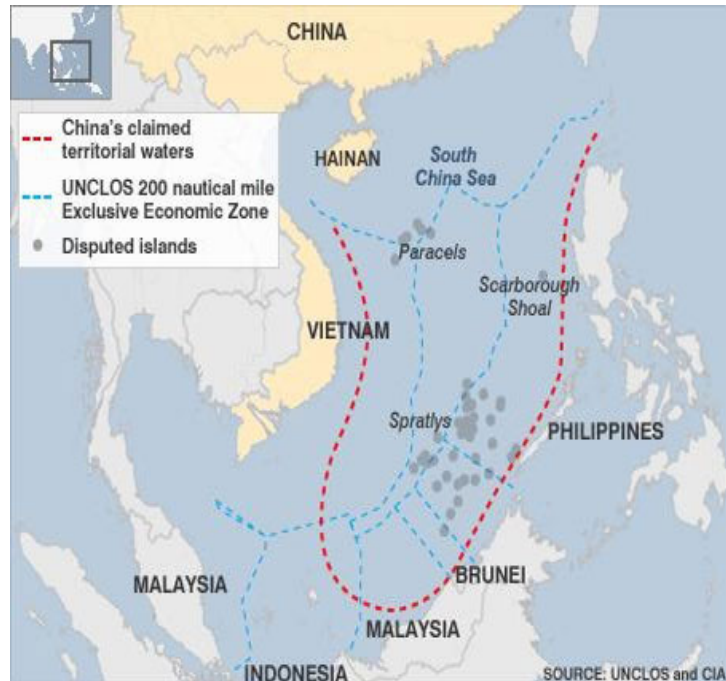 CHINA
China's claimed
territorial waters
UNCLOS 200 nautical mile
Exclusive Economic Zone
Disputed islands
HAINAN
South
China Sea
Paracels
Scarborough
Shoal
VIETNAM
Spratlys
PHILIPPINES
BRUNEI
MALAYSIA
MALAYSIA
INDONESIA
SOURCE: UNCLOS and CIA